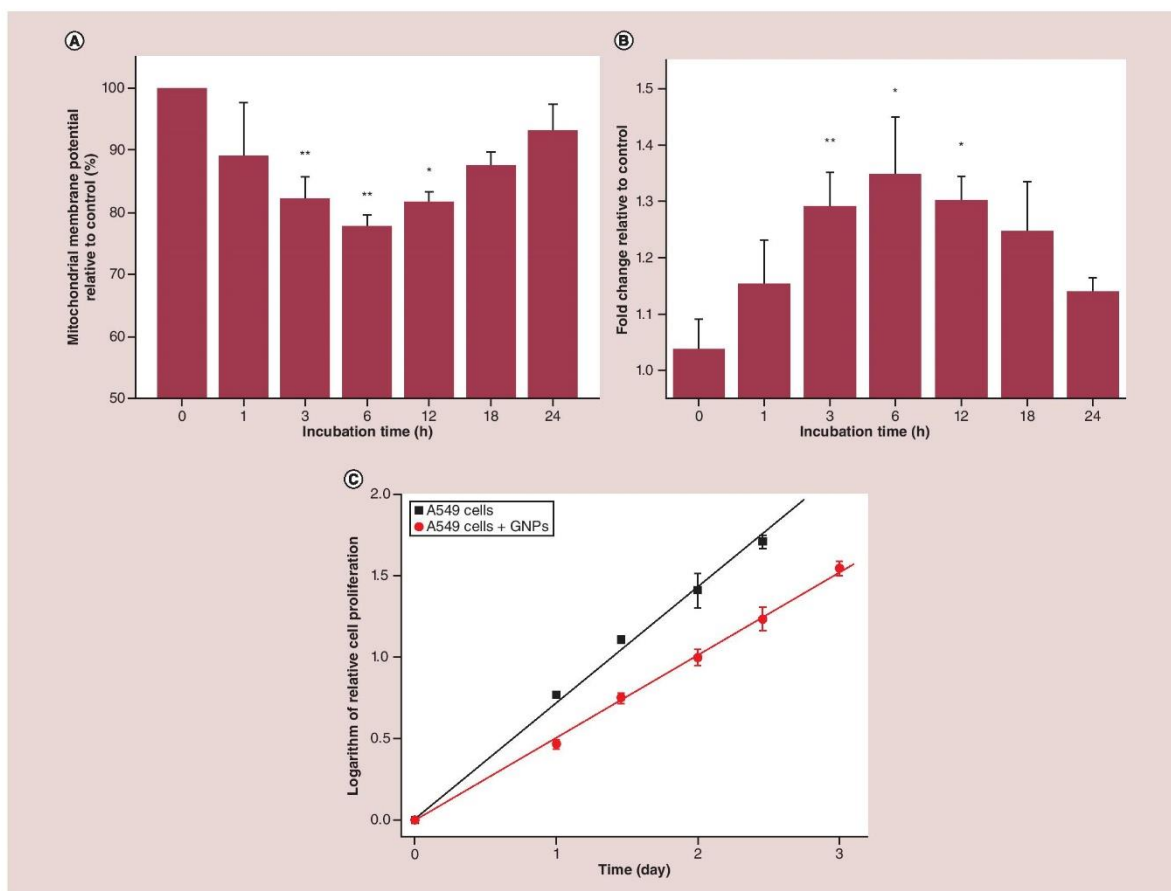 A
Mitochondrial membrane potential
relative to control (%)
100
90
80
70
60
50
**
**
*
0 1 3 6 12 18 24
Incubation time (h)
B
Fold change relative to control
1.5
1.4
1.3
1.2
1.1
1.0
**
*
*
0 1 3 6 12 18 24
Incubation time (h)
C
Logarithm of relative cell proliferation
2.0
1.5
1.0
0.5
0.0
A549 cells
A549 cells + GNPs
0 1 2 3
Time (day)